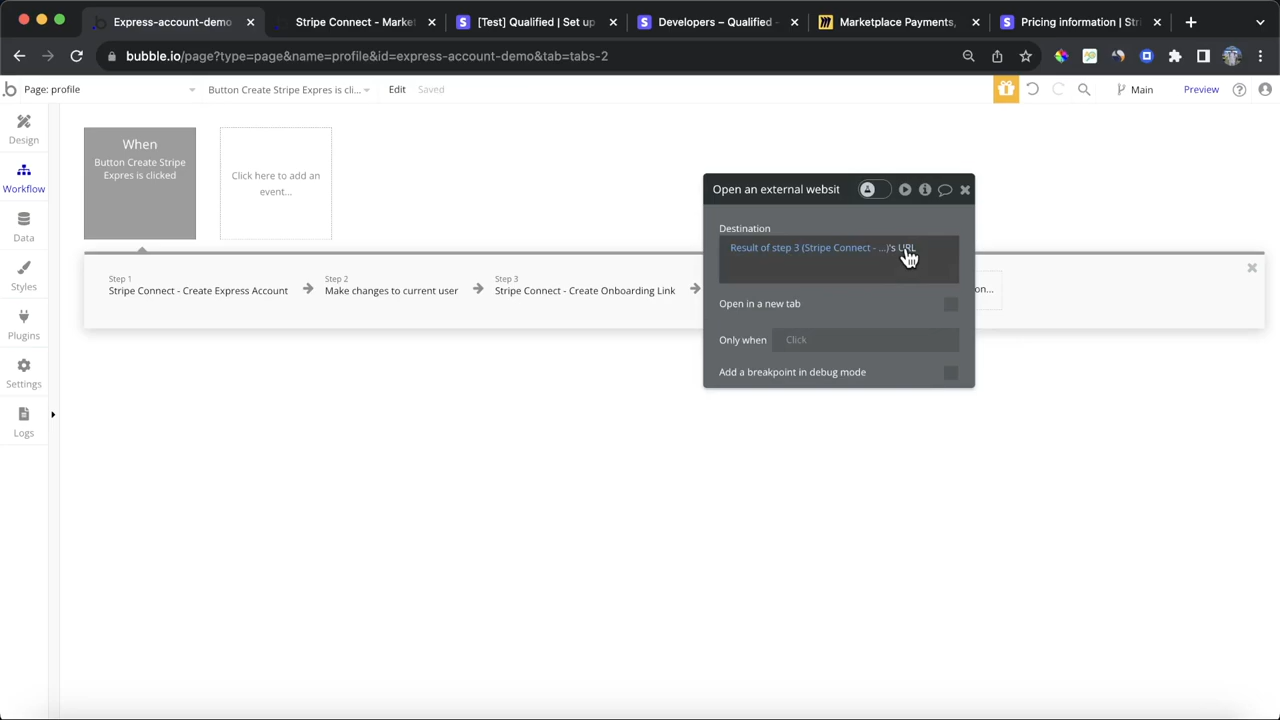 Express-account-demo
Stripe Connect - Market
[Test] Qualified | Set up
Developers – Qualified –
Marketplace Payments,
Pricing information | Stri
bubble.io/page?type=page&name=profile&id=express-account-demo&tab=tabs-2
Page: profile
Button Create Stripe Expres is cli...
Edit
Saved
Main
Preview
Design
Workflow
Data
Styles
Plugins
Settings
Logs
When
Button Create Stripe
Expres is clicked
Click here to add an
event...
Step 1
Stripe Connect - Create Express Account
Step 2
Make changes to current user
Step 3
Stripe Connect - Create Onboarding Link
on...
Open an external websit
Destination
Result of step 3 (Stripe Connect - ...)'s URL
Open in a new tab
Only when
Click
Add a breakpoint in debug mode